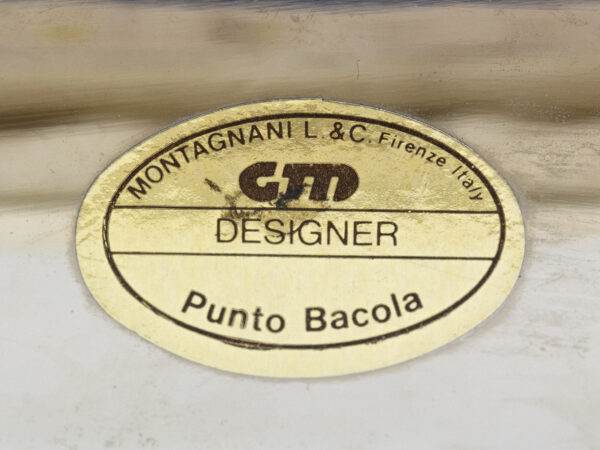 MONTAGNANI L. & C. Firenze Italy
GM
DESIGNER
Punto Bacola